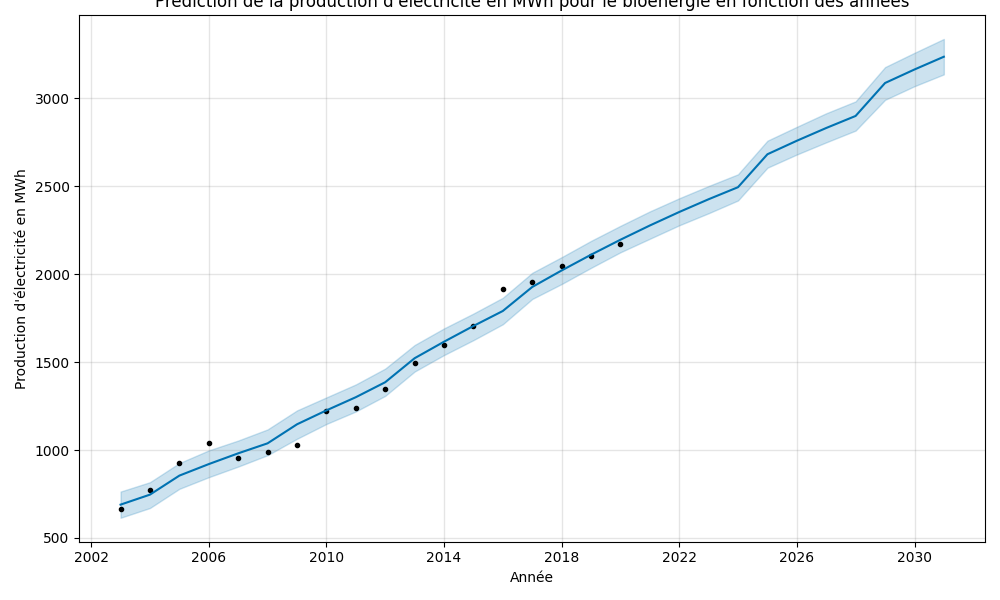 Prédiction de la production d'électricité en MWh pour le bioénergie en fonction des années
3000
2500
2000
1500
1000
500
Production d'électricité en MWh
2002 2006 2010 2014 2018 2022 2026 2030
Année